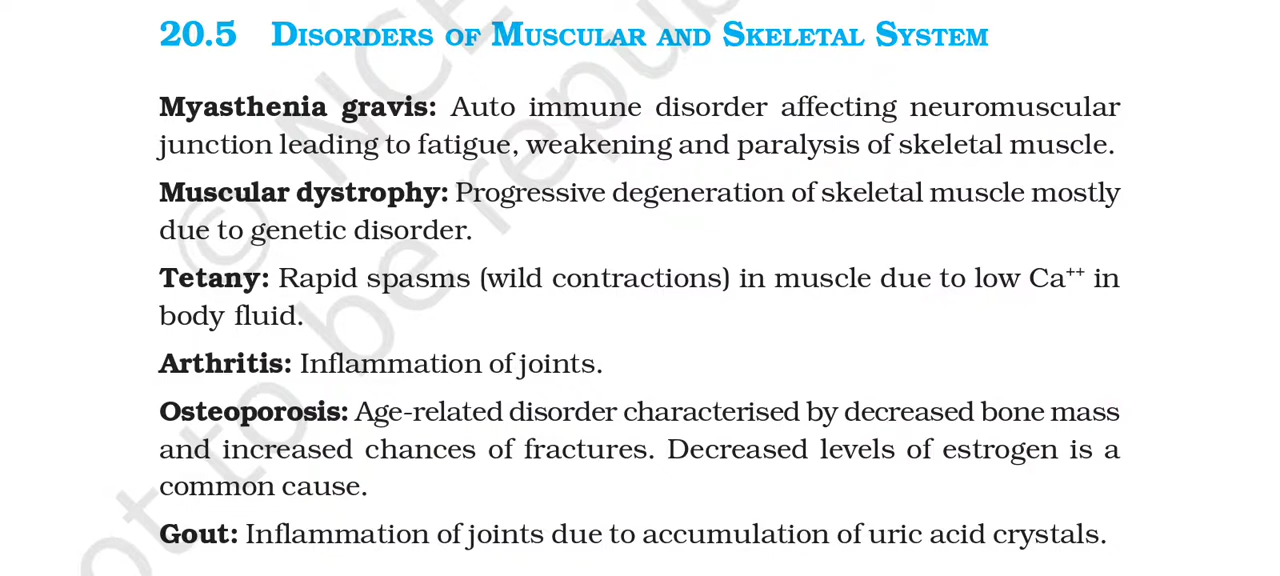 20.5 DISORDERS OF MUSCULAR AND SKELETAL SYSTEM
Myasthenia gravis: Auto immune disorder affecting neuromuscular
junction leading to fatigue, weakening and paralysis of skeletal muscle.
Muscular dystrophy: Progressive degeneration of skeletal muscle mostly
due to genetic disorder.
Tetany: Rapid spasms (wild contractions) in muscle due to low Ca⁺⁺ in
body fluid.
Arthritis: Inflammation of joints.
Osteoporosis: Age-related disorder characterised by decreased bone mass
and increased chances of fractures. Decreased levels of estrogen is a
common cause.
Gout: Inflammation of joints due to accumulation of uric acid crystals.